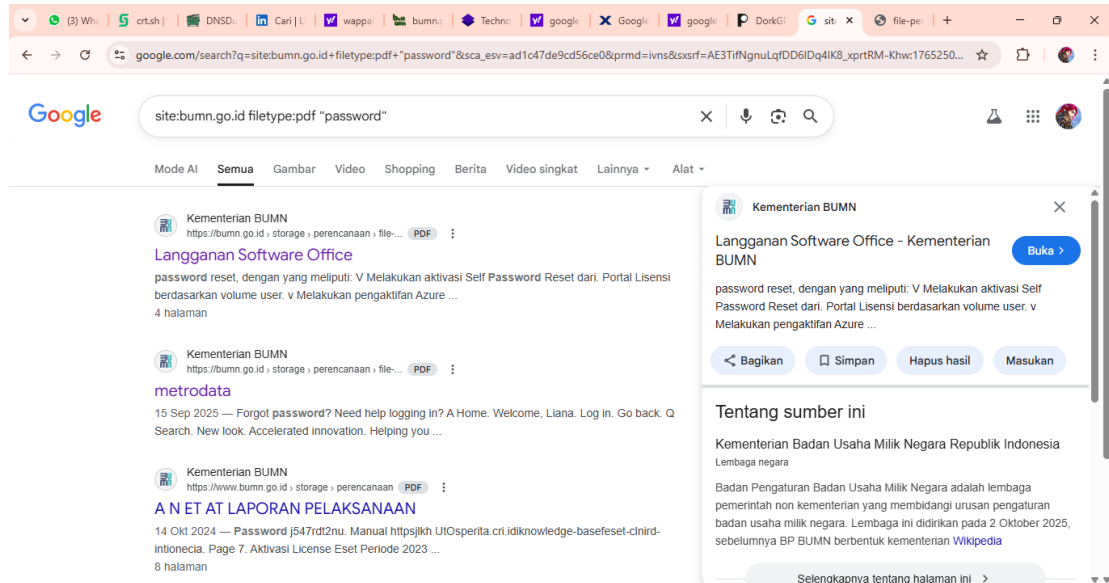 (3) Wh
crt.sh |
DNSDu
Cari | Li
wappal
bumn.g
Techno
google
Google
google
DorkGI
site
file-per
google.com/search?q=site:bumn.go.id+filetype:pdf+"password"&sca_esv=ad1c47de9cd56ce0&prmd=ivns&sxsrf=AE3TifNgnuLqfDD6IDq4IK8_xprtRM-Khw:1765250...
Google
site:bumn.go.id filetype:pdf "password"
Mode AI Semua Gambar Video Shopping Berita Video singkat Lainnya Alat
Kementerian BUMN
https://bumn.go.id › storage › perencanaan › file-... PDF
Langganan Software Office
password reset, dengan yang meliputi: V Melakukan aktivasi Self Password Reset dari. Portal Lisensi
berdasarkan volume user. v Melakukan pengaktifan Azure ...
4 halaman
Kementerian BUMN
https://bumn.go.id › storage › perencanaan › file-... PDF
metrodata
15 Sep 2025 — Forgot password? Need help logging in? A Home. Welcome, Liana. Log in. Go back. Q
Search. New look. Accelerated innovation. Helping you ...
Kementerian BUMN
https://www.bumn.go.id › storage › perencanaan PDF
A N ET AT LAPORAN PELAKSANAAN
14 Okt 2024 — Password j547rdt2nu. Manual httpsjlkh UtOsperita.cri.idiknowledge-basefeset-clnird-
intionecia. Page 7. Aktivasi License Eset Periode 2023 ...
8 halaman
Kementerian BUMN
Langganan Software Office - Kementerian
BUMN
Buka >
password reset, dengan yang meliputi: V Melakukan aktivasi Self
Password Reset dari. Portal Lisensi berdasarkan volume user. v
Melakukan pengaktifan Azure ...
Bagikan Simpan Hapus hasil Masukan
Tentang sumber ini
Kementerian Badan Usaha Milik Negara Republik Indonesia
Lembaga negara
Badan Pengaturan Badan Usaha Milik Negara adalah lembaga
pemerintah non kementerian yang membidangi urusan pengaturan
badan usaha milik negara. Lembaga ini didirikan pada 2 Oktober 2025,
sebelumnya BP BUMN berbentuk kementerian Wikipedia
Selengkapnya tentang halaman ini >